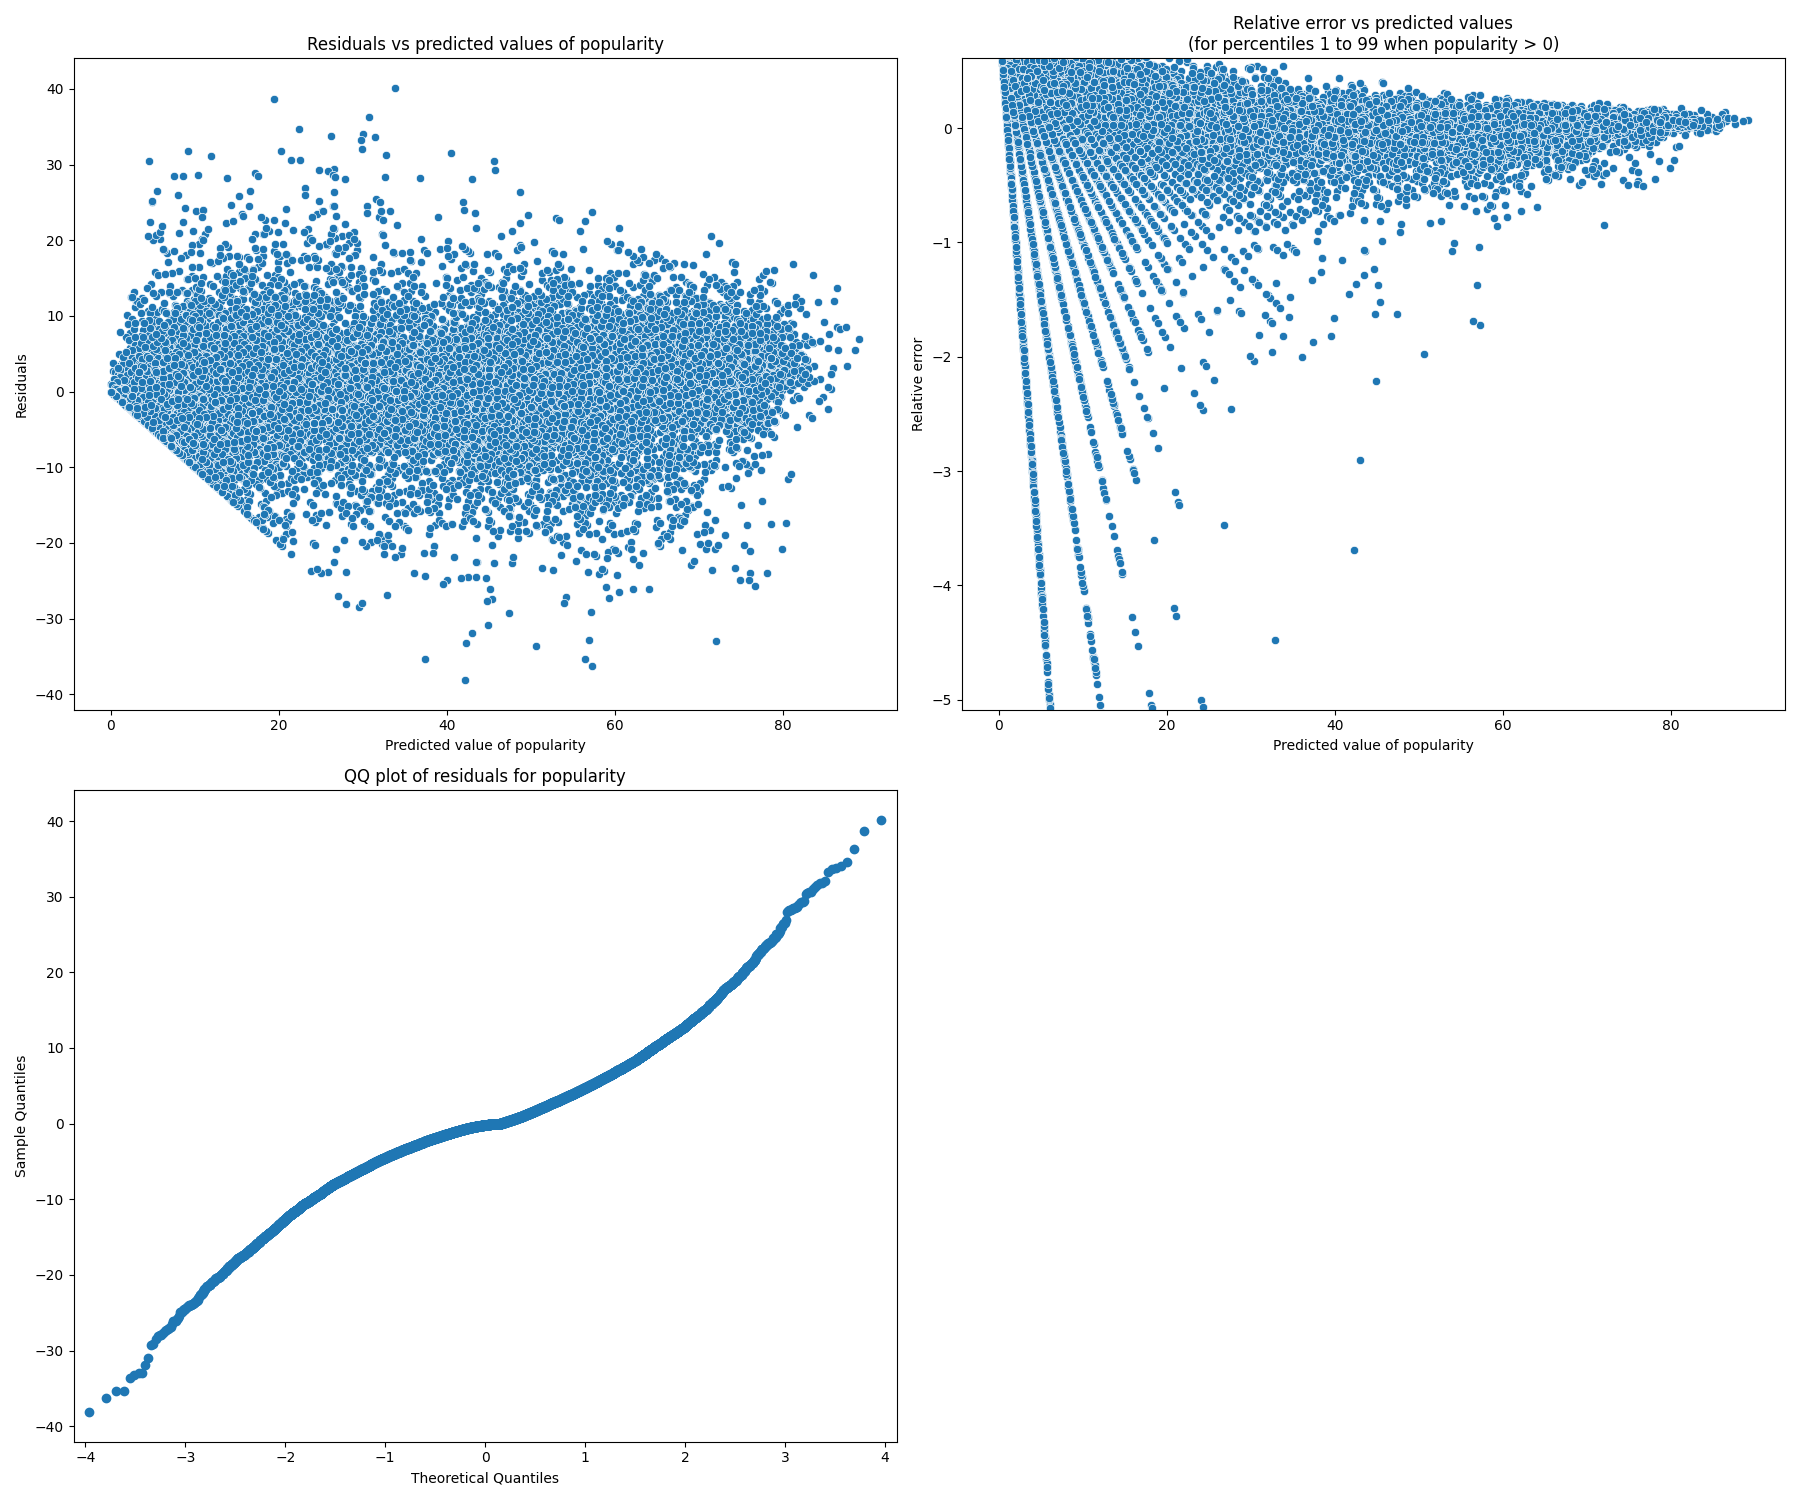 Residuals vs predicted values of popularity
40
30
20
10
0
−10
−20
−30
−40
Residuals
0 20 40 60 80
Predicted value of popularity
Relative error vs predicted values
(for percentiles 1 to 99 when popularity > 0)
0
−1
−2
−3
−4
−5
Relative error
0 20 40 60 80
Predicted value of popularity
QQ plot of residuals for popularity
40
30
20
10
0
−10
−20
−30
−40
Sample Quantiles
−4 −3 −2 −1 0 1 2 3 4
Theoretical Quantiles